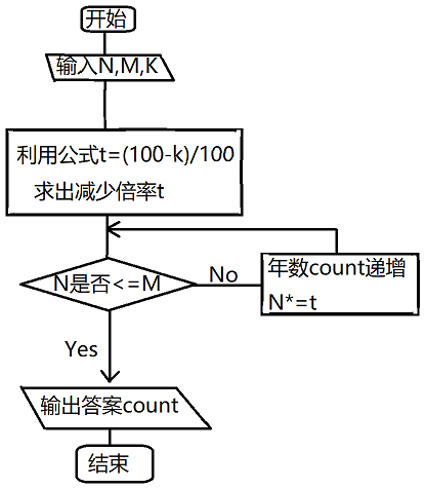 开始
输入N,M,K
利用公式t=(100-k)/100
求出减少倍率t
N是否<=M
No
年数count递增
N*=t
Yes
输出答案count
结束